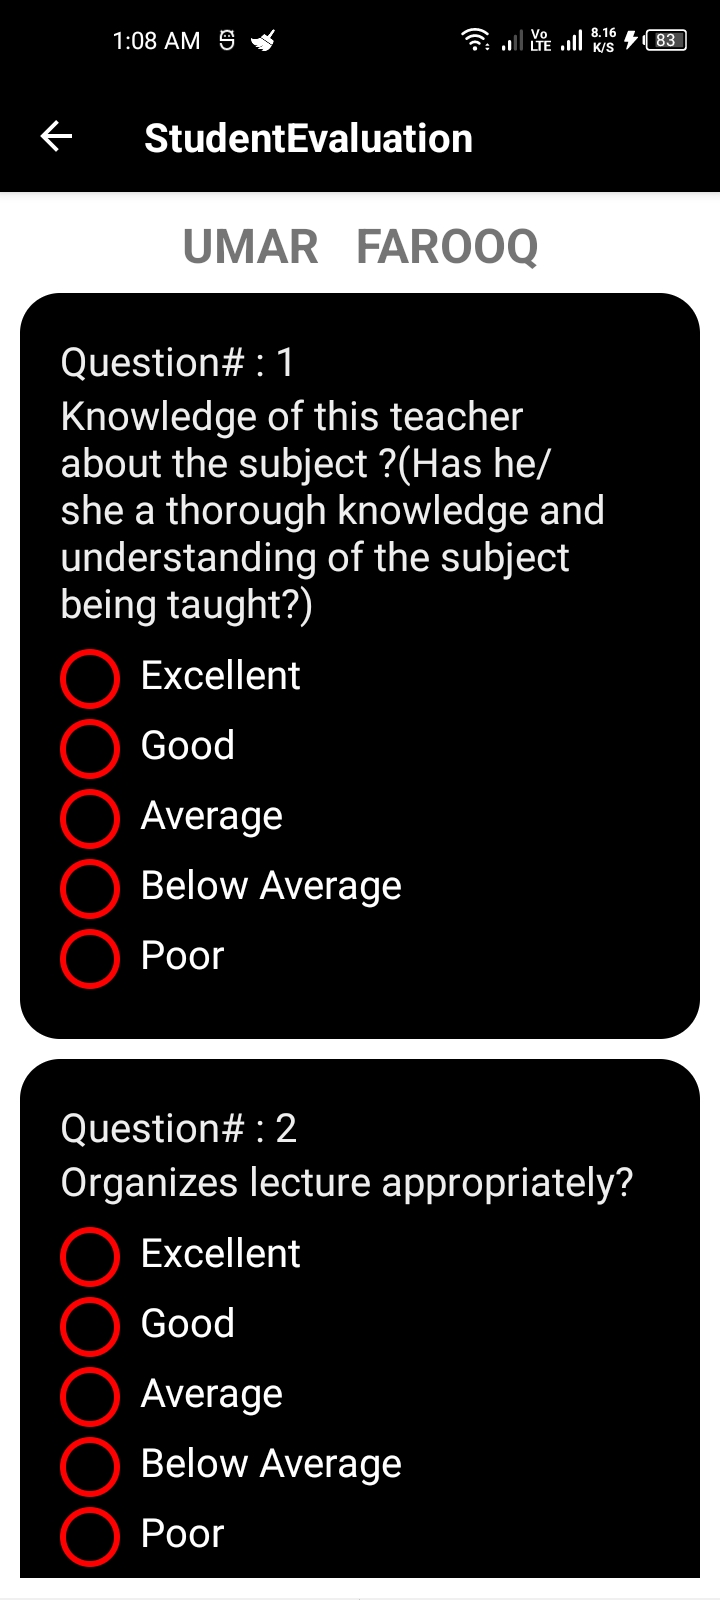 1:08 AM Vo LTE 8.16 K/S 83
StudentEvaluation
UMAR FAROOQ
Question# : 1
Knowledge of this teacher
about the subject ?(Has he/
she a thorough knowledge and
understanding of the subject
being taught?)
Excellent
Good
Average
Below Average
Poor
Question# : 2
Organizes lecture appropriately?
Excellent
Good
Average
Below Average
Poor